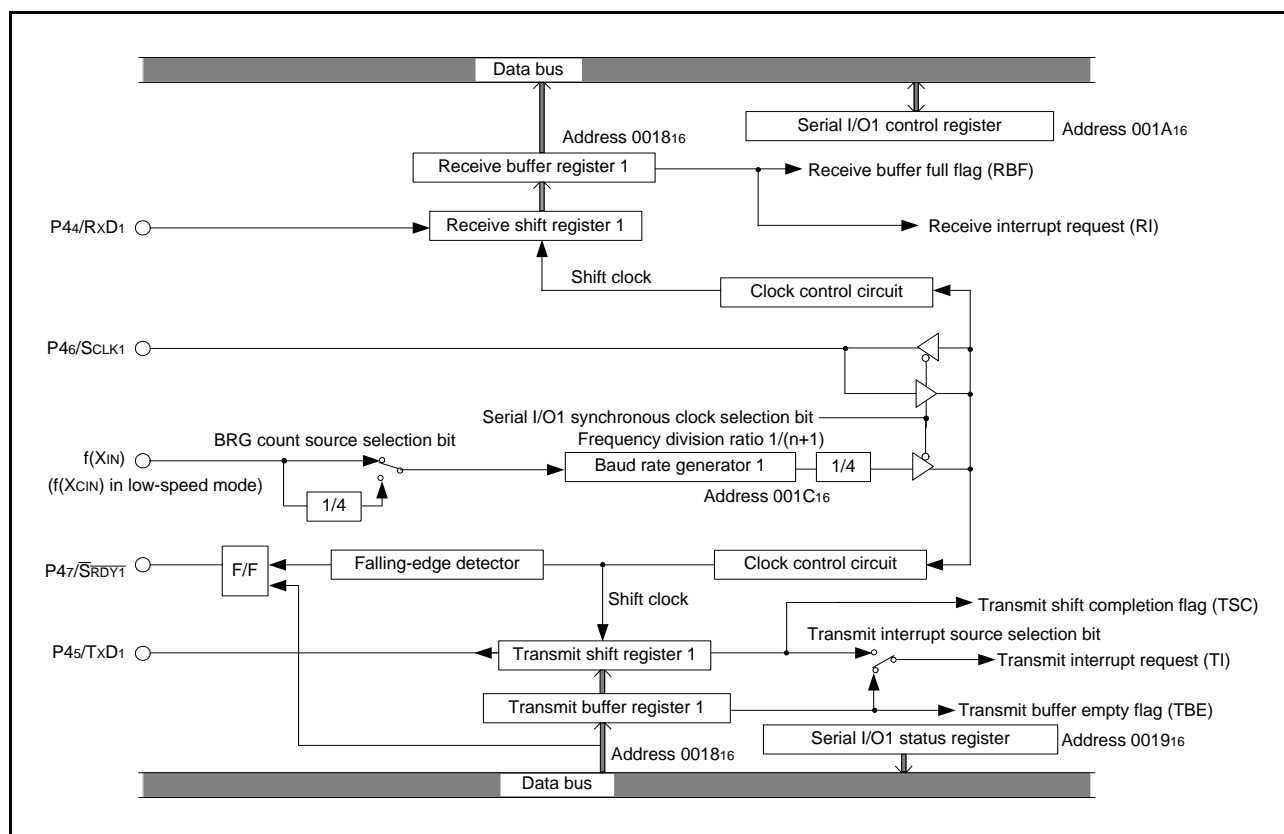 Data bus
Address 0018₁₆
Serial I/O1 control register
Address 001A₁₆
Receive buffer register 1
Receive buffer full flag (RBF)
P4₄/RxD₁
Receive shift register 1
Receive interrupt request (RI)
Shift clock
Clock control circuit
P4₆/SCLK1
Serial I/O1 synchronous clock selection bit
BRG count source selection bit
Frequency division ratio 1/(n+1)
f(XIN)
Baud rate generator 1
1/4
(f(XCIN) in low-speed mode)
1/4
Address 001C₁₆
P4₇/S̅R̅D̅Y̅1̅
F/F
Falling-edge detector
Clock control circuit
Shift clock
Transmit shift completion flag (TSC)
Transmit interrupt source selection bit
P4₅/TxD₁
Transmit shift register 1
Transmit interrupt request (TI)
Transmit buffer register 1
Transmit buffer empty flag (TBE)
Address 0018₁₆
Serial I/O1 status register
Address 0019₁₆
Data bus